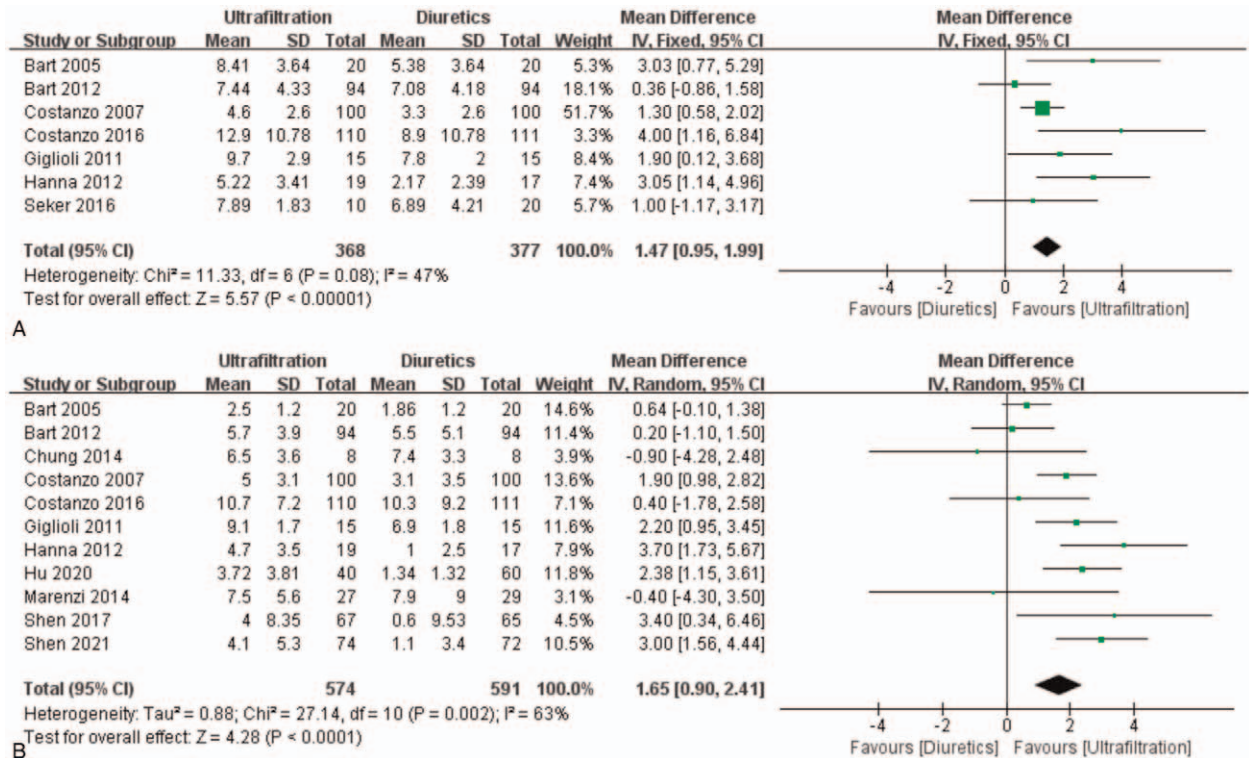 Ultrafiltration Diuretics Mean Difference Mean Difference
Study or Subgroup Mean SD Total Mean SD Total Weight IV, Fixed, 95% CI IV, Fixed, 95% CI
Bart 2005 8.41 3.64 20 5.38 3.64 20 5.3% 3.03 [0.77, 5.29]
Bart 2012 7.44 4.33 94 7.08 4.18 94 18.1% 0.36 [-0.86, 1.58]
Costanzo 2007 4.6 2.6 100 3.3 2.6 100 51.7% 1.30 [0.58, 2.02]
Costanzo 2016 12.9 10.78 110 8.9 10.78 111 3.3% 4.00 [1.16, 6.84]
Giglioli 2011 9.7 2.9 15 7.8 2 15 8.4% 1.90 [0.12, 3.68]
Hanna 2012 5.22 3.41 19 2.17 2.39 17 7.4% 3.05 [1.14, 4.96]
Seker 2016 7.89 1.83 10 6.89 4.21 20 5.7% 1.00 [-1.17, 3.17]
Total (95% CI) 368 377 100.0% 1.47 [0.95, 1.99]
Heterogeneity: Chi² = 11.33, df = 6 (P = 0.08); I² = 47%
Test for overall effect: Z = 5.57 (P < 0.00001)
-4 -2 0 2 4
Favours [Diuretics] Favours [Ultrafiltration]
A
Ultrafiltration Diuretics Mean Difference Mean Difference
Study or Subgroup Mean SD Total Mean SD Total Weight IV, Random, 95% CI IV, Random, 95% CI
Bart 2005 2.5 1.2 20 1.86 1.2 20 14.6% 0.64 [-0.10, 1.38]
Bart 2012 5.7 3.9 94 5.5 5.1 94 11.4% 0.20 [-1.10, 1.50]
Chung 2014 6.5 3.6 8 7.4 3.3 8 3.9% -0.90 [-4.28, 2.48]
Costanzo 2007 5 3.1 100 3.1 3.5 100 13.6% 1.90 [0.98, 2.82]
Costanzo 2016 10.7 7.2 110 10.3 9.2 111 7.1% 0.40 [-1.78, 2.58]
Giglioli 2011 9.1 1.7 15 6.9 1.8 15 11.6% 2.20 [0.95, 3.45]
Hanna 2012 4.7 3.5 19 1 2.5 17 7.9% 3.70 [1.73, 5.67]
Hu 2020 3.72 3.81 40 1.34 1.32 60 11.8% 2.38 [1.15, 3.61]
Marenzi 2014 7.5 5.6 27 7.9 9 29 3.1% -0.40 [-4.30, 3.50]
Shen 2017 4 8.35 67 0.6 9.53 65 4.5% 3.40 [0.34, 6.46]
Shen 2021 4.1 5.3 74 1.1 3.4 72 10.5% 3.00 [1.56, 4.44]
Total (95% CI) 574 591 100.0% 1.65 [0.90, 2.41]
Heterogeneity: Tau² = 0.88; Chi² = 27.14, df = 10 (P = 0.002); I² = 63%
Test for overall effect: Z = 4.28 (P < 0.0001)
-4 -2 0 2 4
Favours [Diuretics] Favours [Ultrafiltration]
B